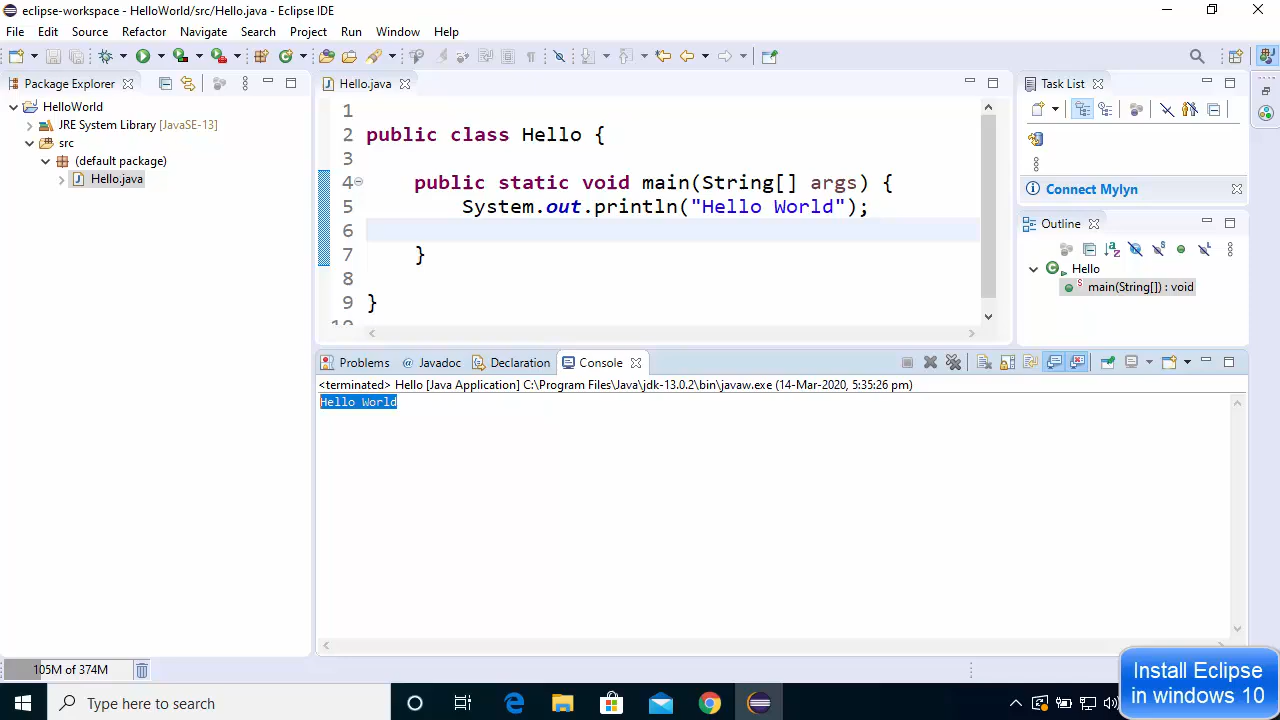 eclipse-workspace - HelloWorld/src/Hello.java - Eclipse IDE
File Edit Source Refactor Navigate Search Project Run Window Help
Package Explorer
HelloWorld
JRE System Library [JavaSE-13]
src
(default package)
Hello.java
Hello.java
1
2 public class Hello {
3
4 public static void main(String[] args) {
5 System.out.println("Hello World");
6
7 }
8
9 }
10
Task List
Connect Mylyn
Outline
Hello
main(String[]) : void
Problems @ Javadoc Declaration Console
<terminated> Hello [Java Application] C:\Program Files\Java\jdk-13.0.2\bin\javaw.exe (14-Mar-2020, 5:35:26 pm)
Hello World
105M of 374M
Type here to search
Install Eclipse
in windows 10